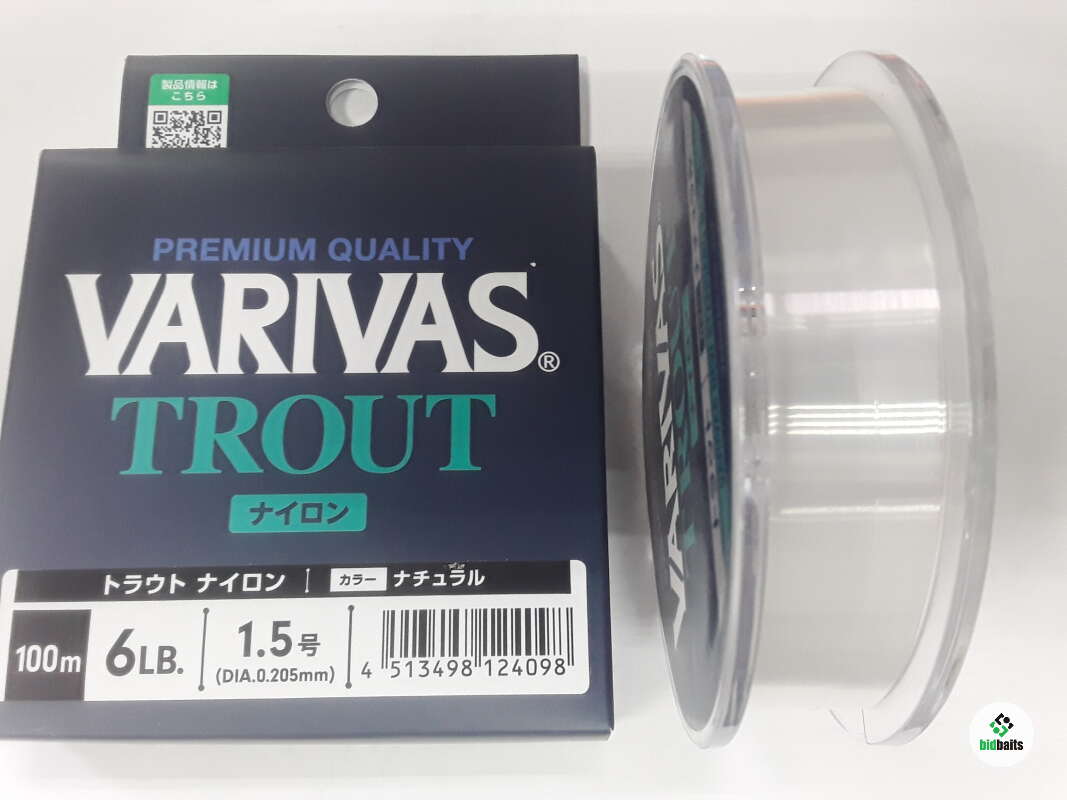 製品情報は
こちら
PREMIUM QUALITY
VARIVAS®
TROUT
ナイロン
トラウト ナイロン カラー ナチュラル
100m 6LB. 1.5号
(DIA.0.205mm)
4 513498 124098
VARIVAS
TROUT
bidbaits